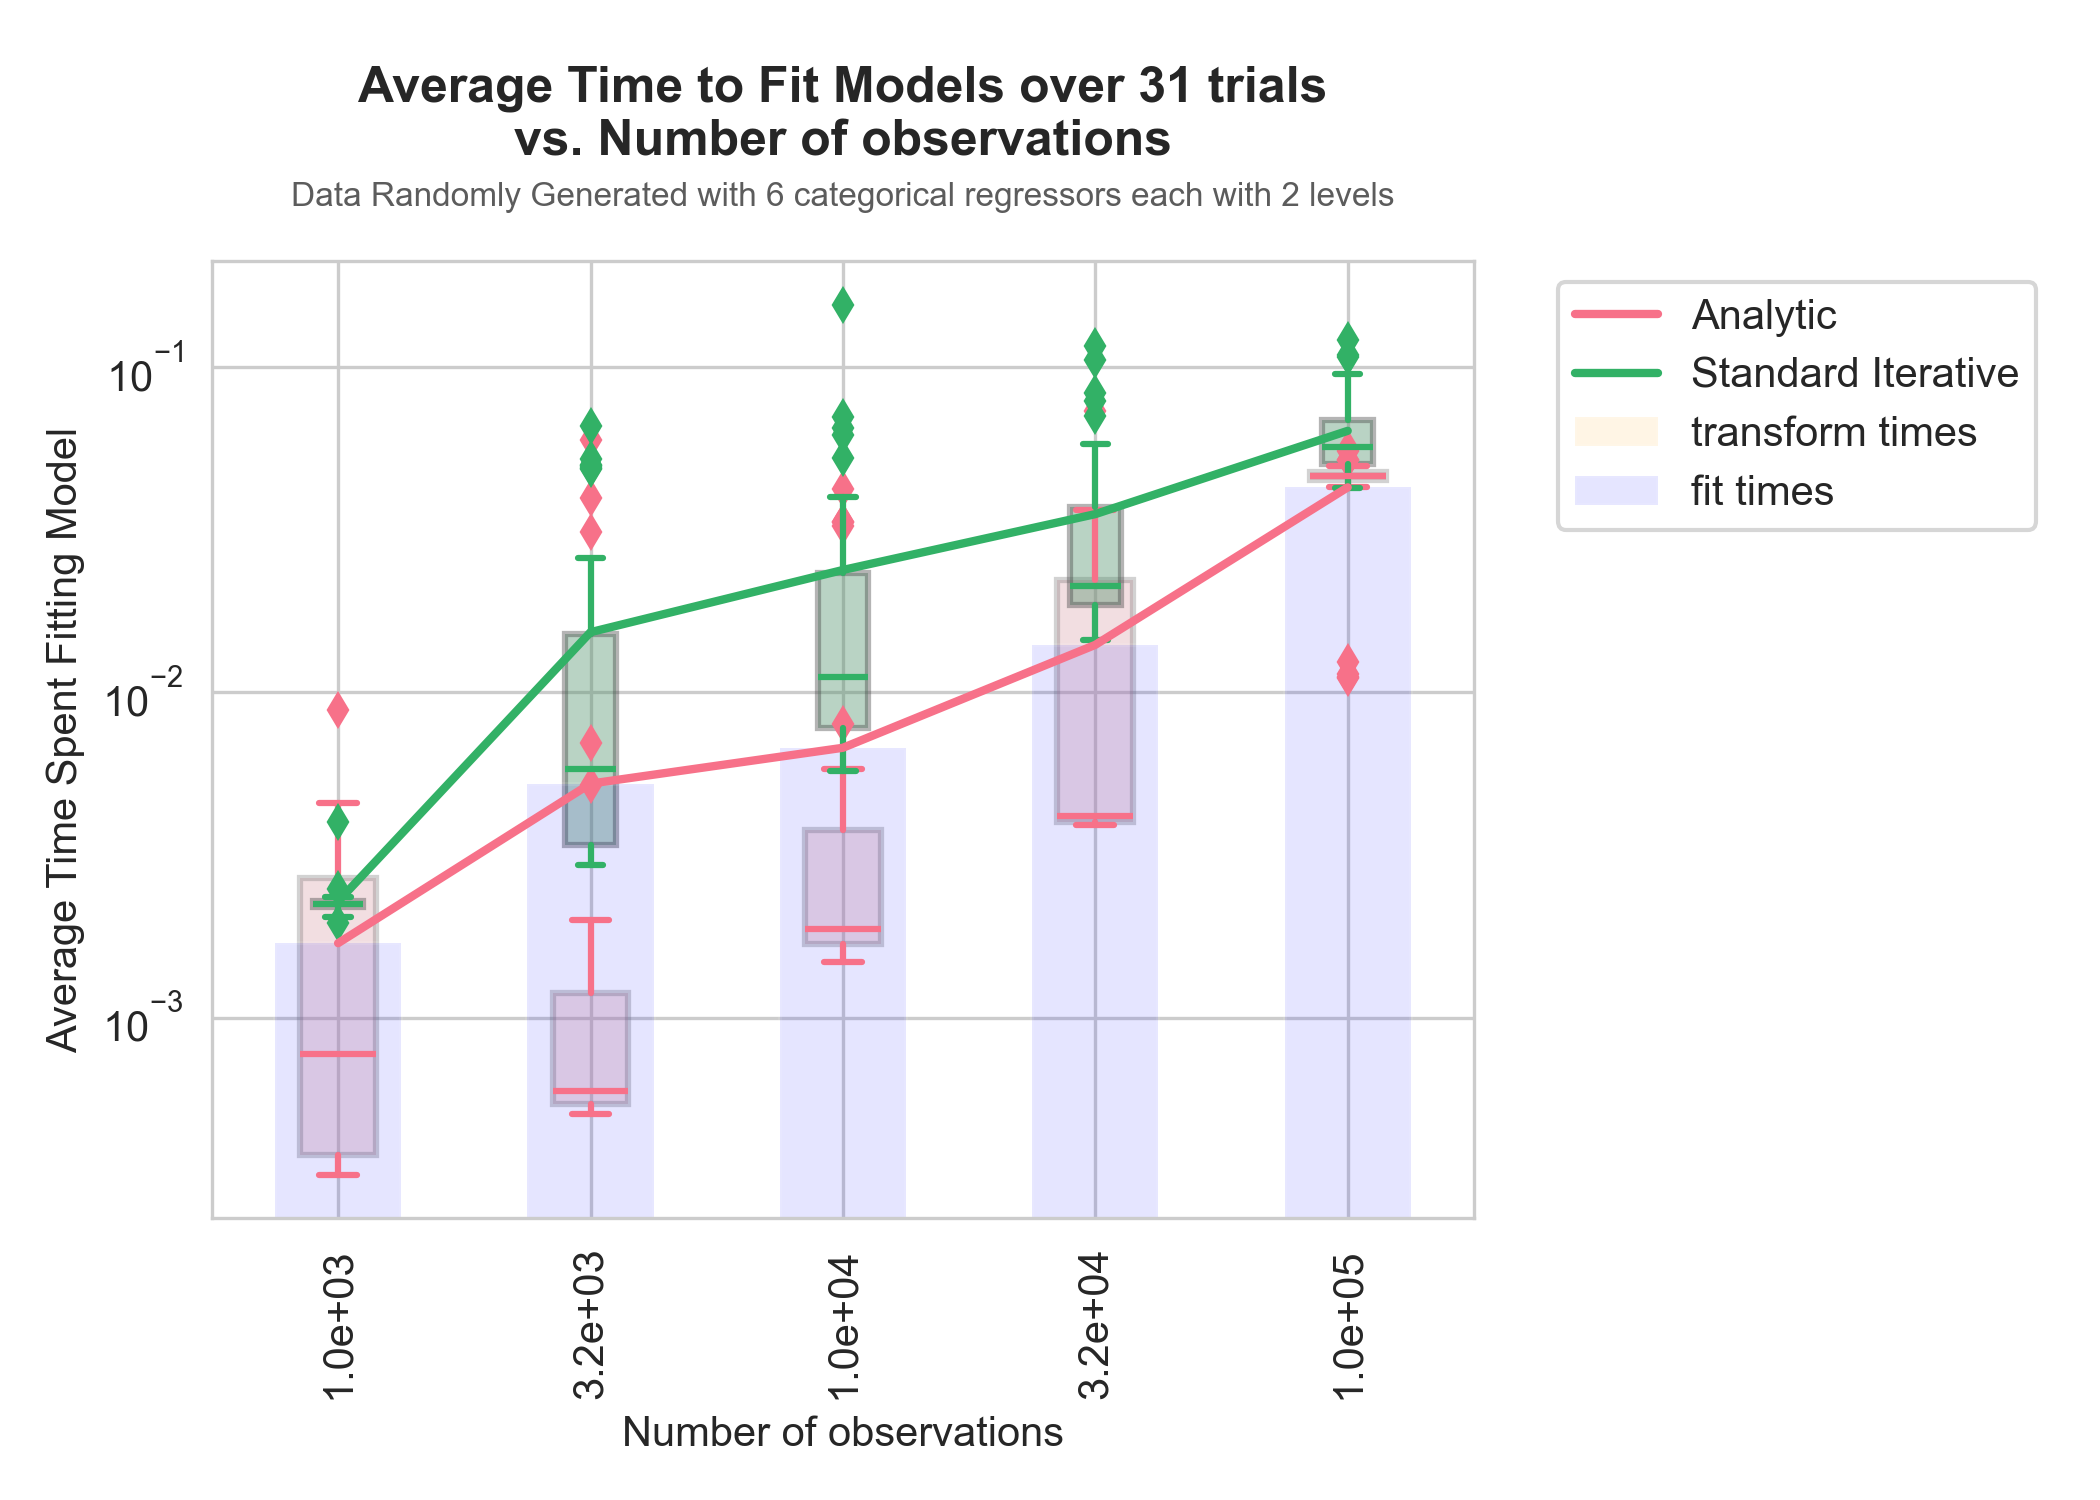 Average Time to Fit Models over 31 trials
vs. Number of observations
Data Randomly Generated with 6 categorical regressors each with 2 levels
Average Time Spent Fitting Model
10⁻¹
10⁻²
10⁻³
1.0e+03
3.2e+03
1.0e+04
3.2e+04
1.0e+05
Number of observations
Analytic
Standard Iterative
transform times
fit times